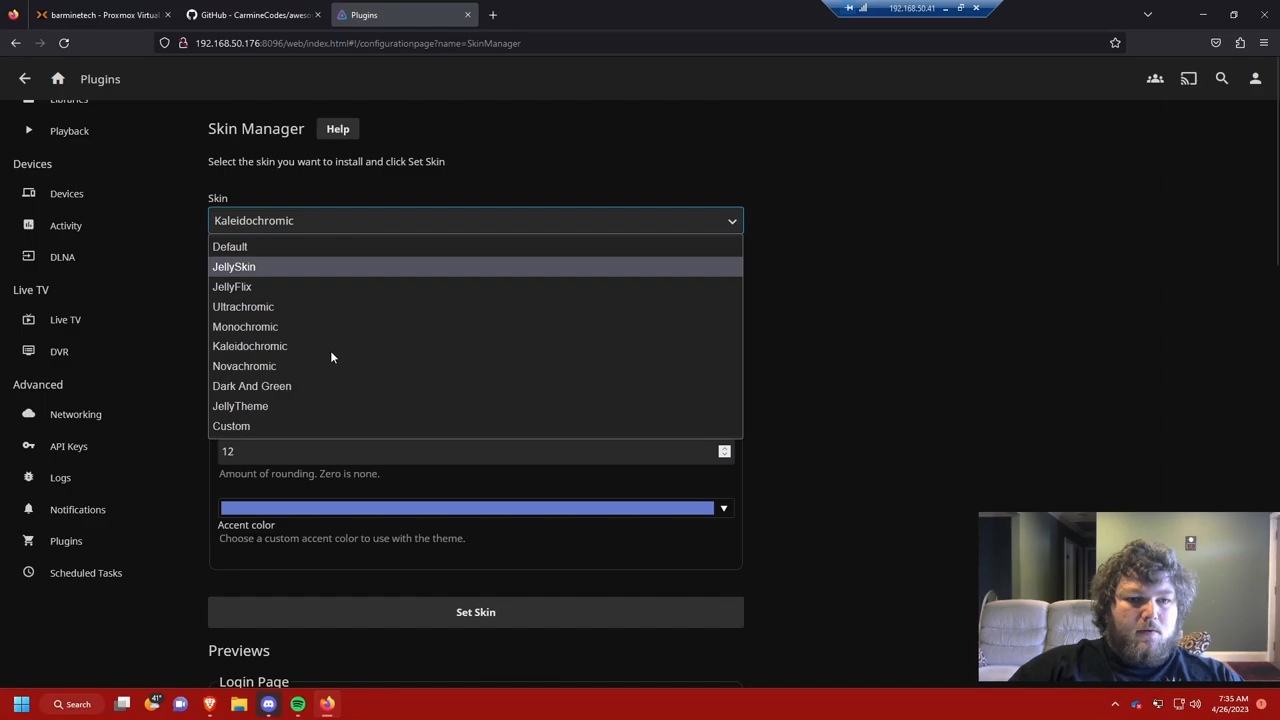 barminetech - Proxmox Virtual
GitHub - CarmineCodes/aweso
Plugins
192.168.50.41
192.168.50.176:8096/web/index.html#!/configurationpage?name=SkinManager
Plugins
Libraries
Playback
Devices
Devices
Activity
DLNA
Live TV
Live TV
DVR
Advanced
Networking
API Keys
Logs
Notifications
Plugins
Scheduled Tasks
Skin Manager
Help
Select the skin you want to install and click Set Skin
Skin
Kaleidochromic
Default
JellySkin
JellyFlix
Ultrachromic
Monochromic
Kaleidochromic
Novachromic
Dark And Green
JellyTheme
Custom
12
Amount of rounding. Zero is none.
Accent color
Choose a custom accent color to use with the theme.
Set Skin
Previews
Login Page
Search
41°
7:35 AM
4/26/2023
1